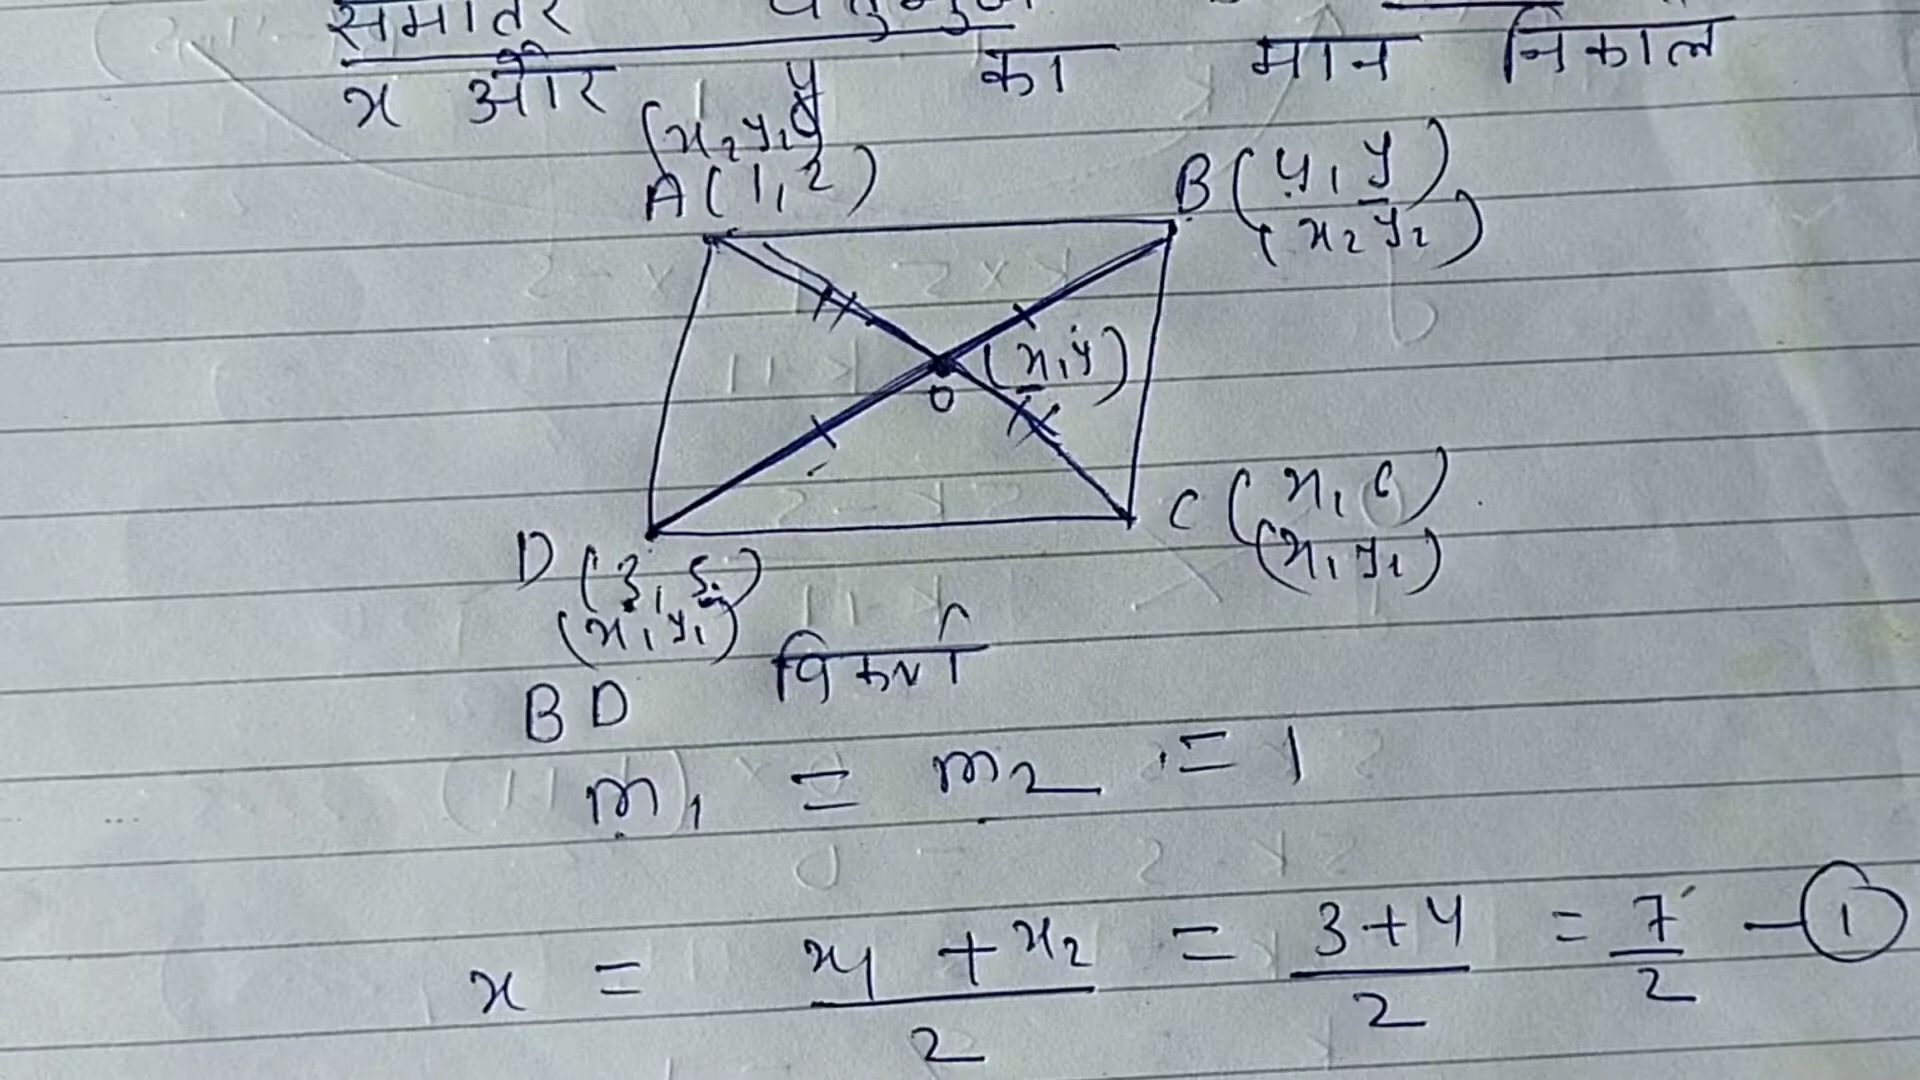 समांतर चतुर्भुज
x और y का मान निकाल
(x₂ y₂)
A (1, 2)
B (4, y)
(x₂ y₂)
(x, y)
O
C (x, 6)
(x₁ y₁)
D (3, 5)
(x₁, y₁)
BD विकर्ण
m₁ = m₂ = 1
x = x₁ + x₂ / 2 = 3 + 4 / 2 = 7 / 2 — ①